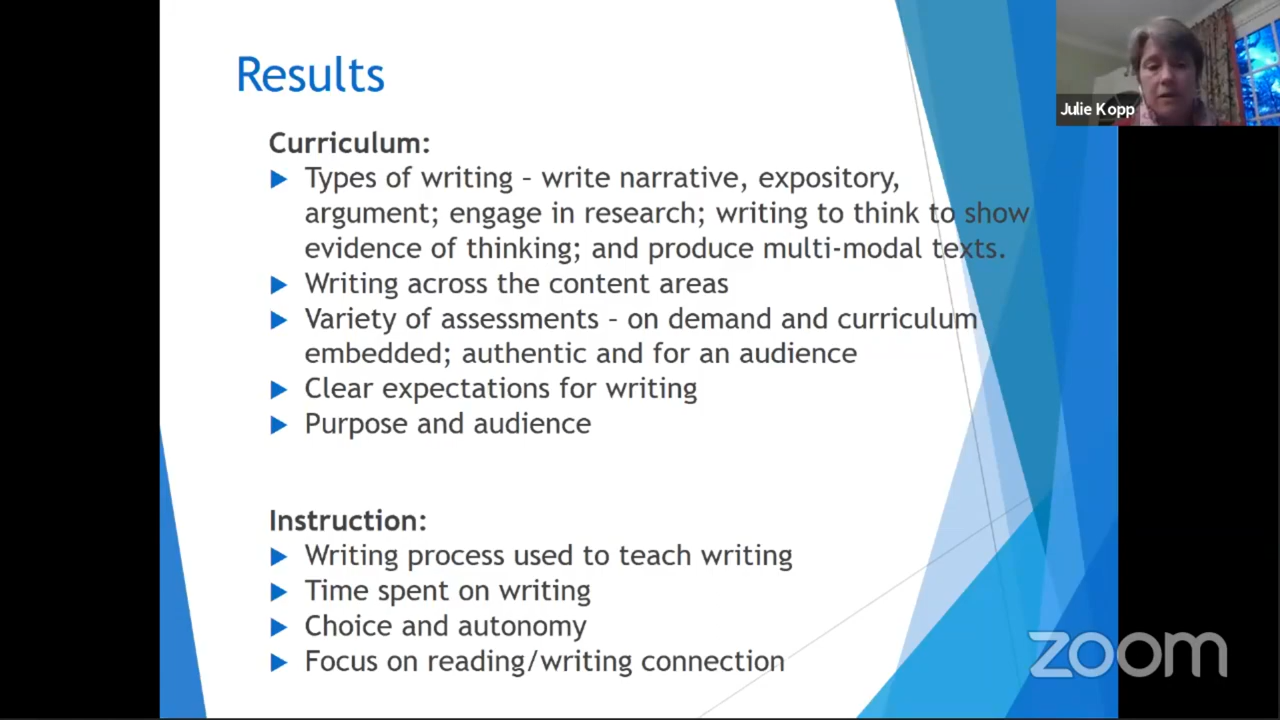 Results
Julie Kopp
Curriculum:
Types of writing – write narrative, expository,
argument; engage in research; writing to think to show
evidence of thinking; and produce multi-modal texts.
Writing across the content areas
Variety of assessments – on demand and curriculum
embedded; authentic and for an audience
Clear expectations for writing
Purpose and audience
Instruction:
Writing process used to teach writing
Time spent on writing
Choice and autonomy
Focus on reading/writing connection
zoom